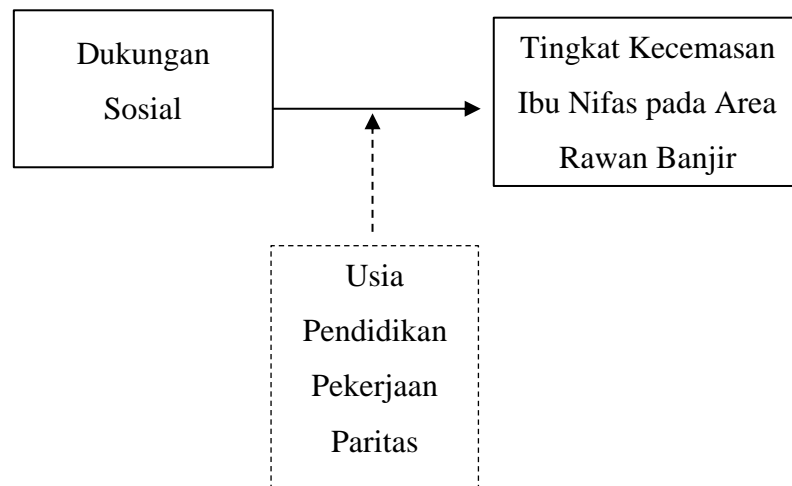 Dukungan
Sosial
Tingkat Kecemasan
Ibu Nifas pada Area
Rawan Banjir
Usia
Pendidikan
Pekerjaan
Paritas